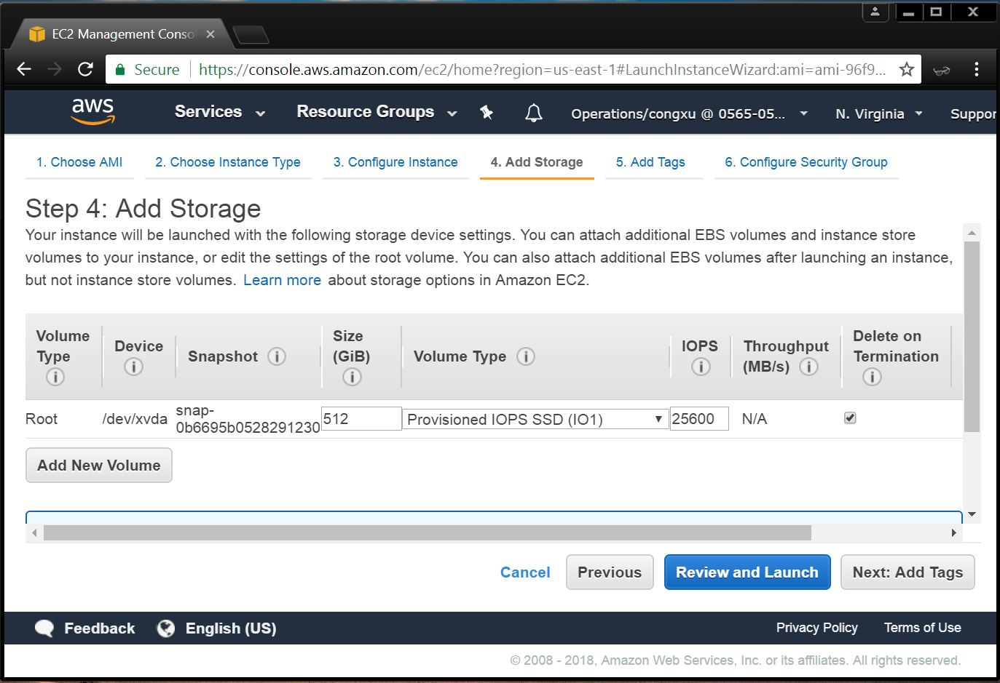 EC2 Management Conso
Secure https://console.aws.amazon.com/ec2/home?region=us-east-1#LaunchInstanceWizard:ami=ami-96f9...
aws Services Resource Groups Operations/congxu @ 0565-05... N. Virginia Suppor
1. Choose AMI 2. Choose Instance Type 3. Configure Instance 4. Add Storage 5. Add Tags 6. Configure Security Group
Step 4: Add Storage
Your instance will be launched with the following storage device settings. You can attach additional EBS volumes and instance store
volumes to your instance, or edit the settings of the root volume. You can also attach additional EBS volumes after launching an instance,
but not instance store volumes. Learn more about storage options in Amazon EC2.
Volume Type Device Snapshot Size (GiB) Volume Type IOPS Throughput (MB/s) Delete on Termination
Root /dev/xvda snap-0b6695b0528291230 512 Provisioned IOPS SSD (IO1) 25600 N/A
Add New Volume
Cancel Previous Review and Launch Next: Add Tags
Feedback English (US) Privacy Policy Terms of Use
© 2008 - 2018, Amazon Web Services, Inc. or its affiliates. All rights reserved.